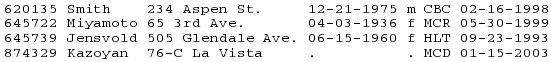 620135 Smith    234 Aspen St.     12-21-1975 m CBC 02-16-1998
645722 Miyamoto 65 3rd Ave.       04-03-1936 f MCR 05-30-1999
645739 Jensvold 505 Glendale Ave. 06-15-1960 f HLT 09-23-1993
874329 Kazoyan  76-C La Vista     .          . MCD 01-15-2003